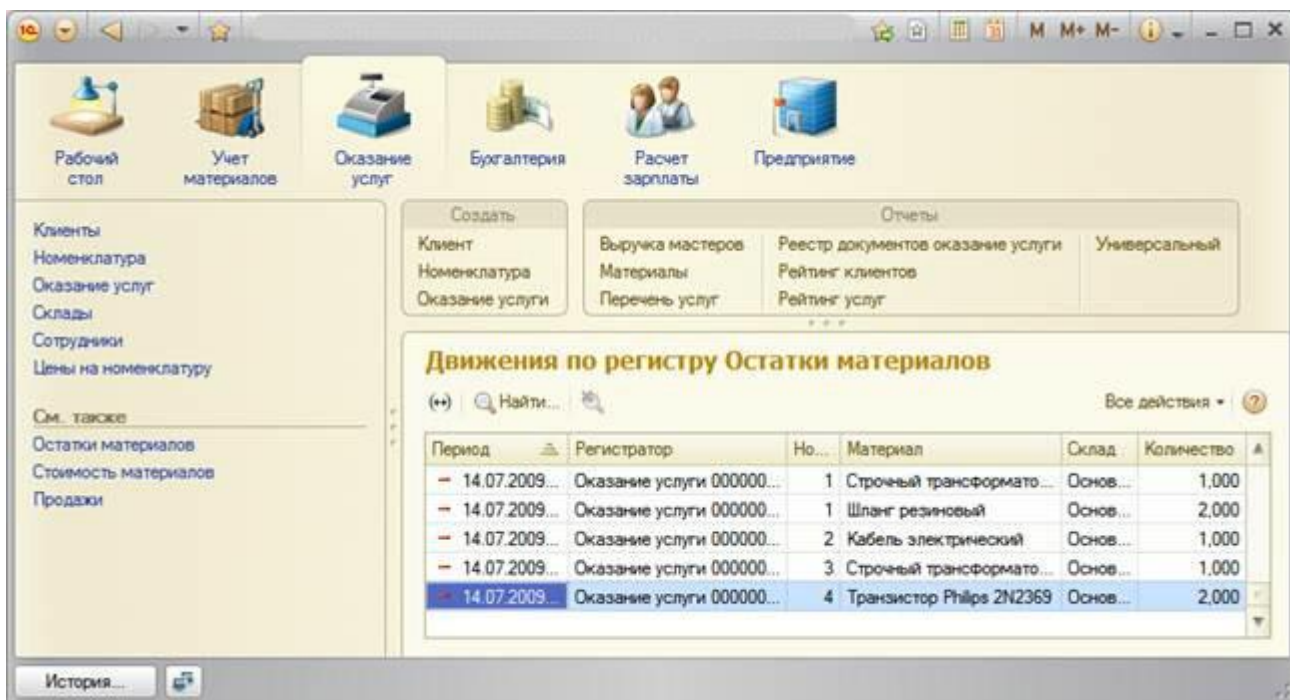 1С
31
M M+ M-
Рабочий стол
Учет материалов
Оказание услуг
Бухгалтерия
Расчет зарплаты
Предприятие
Клиенты
Номенклатура
Оказание услуг
Склады
Сотрудники
Цены на номенклатуру
См. также
Остатки материалов
Стоимость материалов
Продажи
Создать
Клиент
Номенклатура
Оказание услуги
Отчеты
Выручка мастеров Реестр документов оказание услуги Универсальный
Материалы Рейтинг клиентов
Перечень услуг Рейтинг услуг
Движения по регистру Остатки материалов
Найти... Все действия
Период Регистратор Но... Материал Склад Количество
14.07.2009... Оказание услуги 000000... 1 Строчный трансформато... Основ... 1,000
14.07.2009... Оказание услуги 000000... 1 Шланг резиновый Основ... 2,000
14.07.2009... Оказание услуги 000000... 2 Кабель электрический Основ... 1,000
14.07.2009... Оказание услуги 000000... 3 Строчный трансформато... Основ... 1,000
14.07.2009... Оказание услуги 000000... 4 Транзистор Philips 2N2369 Основ... 2,000
История...